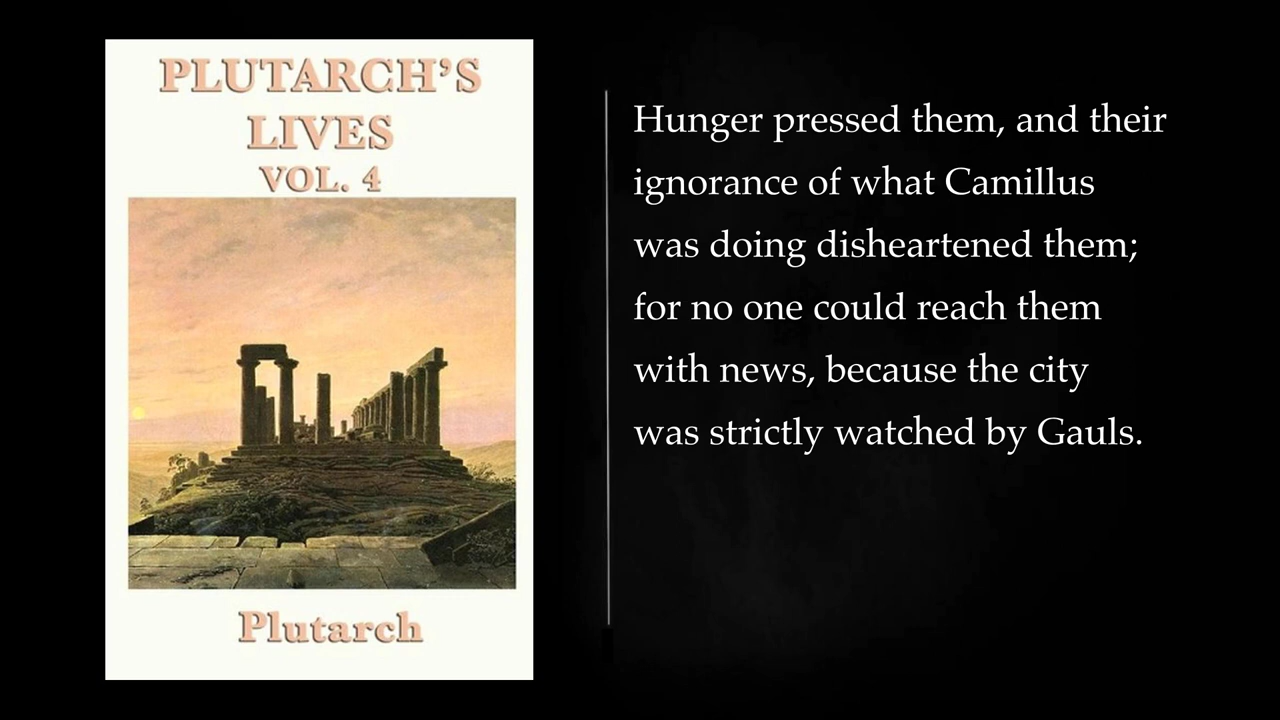 PLUTARCH'S
LIVES
VOL. 4
Plutarch
Hunger pressed them, and their
ignorance of what Camillus
was doing disheartened them;
for no one could reach them
with news, because the city
was strictly watched by Gauls.